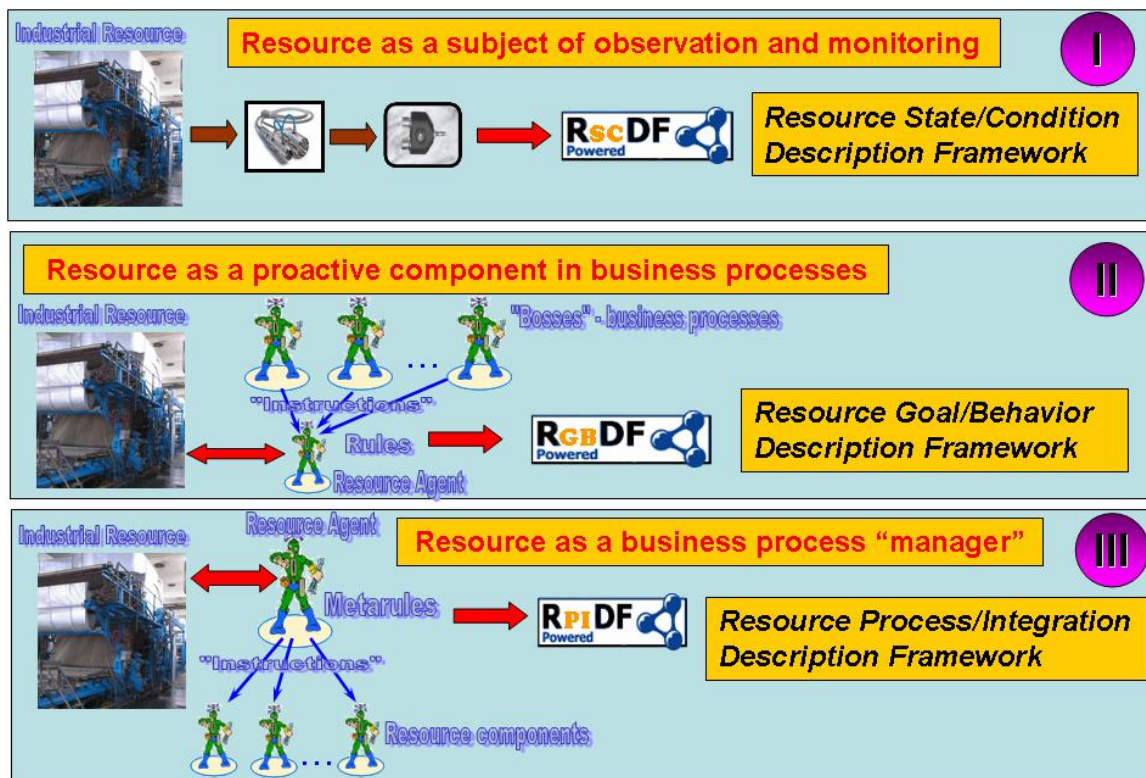 Industrial Resource
Resource as a subject of observation and monitoring
I
RSCDF
Powered
Resource State/Condition
Description Framework
Resource as a proactive component in business processes
II
Industrial Resource
"Bosses" - business processes
...
"Instructions"
Rules
Resource Agent
RGBDF
Powered
Resource Goal/Behavior
Description Framework
Industrial Resource
Resource Agent
Resource as a business process “manager”
III
Metarules
RPIDF
Powered
Resource Process/Integration
Description Framework
"Instructions"
...
Resource components